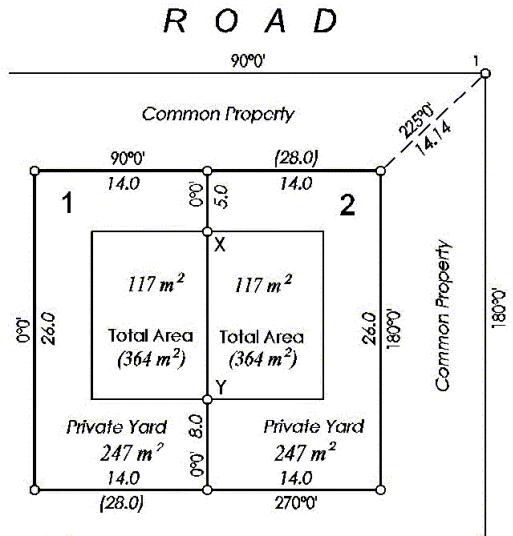 ROAD
90°0'
1
Common Property
225°0'
14.14
90°0'
(28.0)
14.0
14.0
1
0°0'
5.0
2
X
117 m²
117 m²
Total Area
Total Area
(364 m²)
(364 m²)
0°0'
26.0
26.0
180°0'
Common Property
180°0'
Y
Private Yard
8.0
Private Yard
247 m²
0°0'
247 m²
14.0
14.0
(28.0)
270°0'